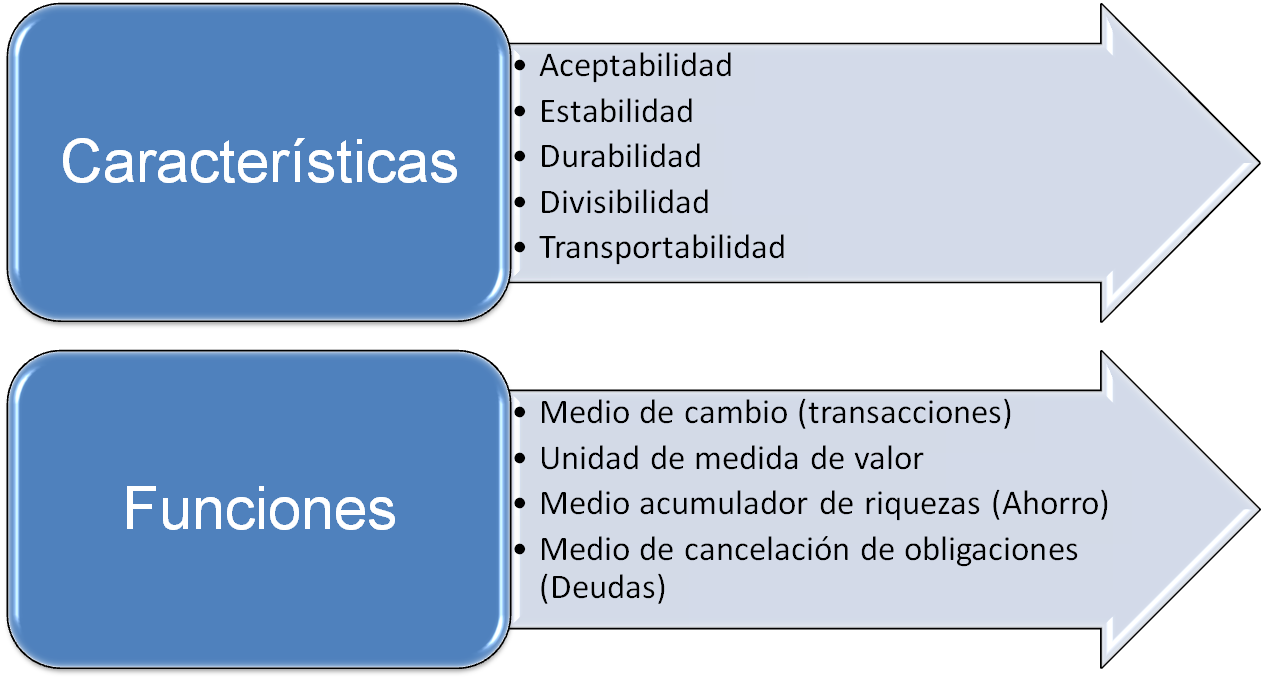 Características
• Aceptabilidad
• Estabilidad
• Durabilidad
• Divisibilidad
• Transportabilidad
Funciones
• Medio de cambio (transacciones)
• Unidad de medida de valor
• Medio acumulador de riquezas (Ahorro)
• Medio de cancelación de obligaciones
(Deudas)